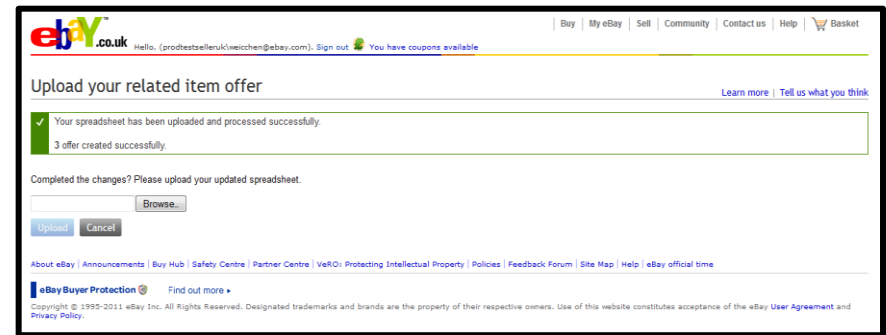 Buy | My eBay | Sell | Community | Contact us | Help | Basket
ebaY™.co.uk Hello, (prodtestselleruk\weicchen@ebay.com). Sign out You have coupons available
Upload your related item offer
Learn more | Tell us what you think
Your spreadsheet has been uploaded and processed successfully.
3 offer created successfully.
Completed the changes? Please upload your updated spreadsheet.
Browse..
Upload Cancel
About eBay | Announcements | Buy Hub | Safety Centre | Partner Centre | VeRO: Protecting Intellectual Property | Policies | Feedback Forum | Site Map | Help | eBay official time
eBay Buyer Protection Find out more ▸
Copyright © 1995-2011 eBay Inc. All Rights Reserved. Designated trademarks and brands are the property of their respective owners. Use of this website constitutes acceptance of the eBay User Agreement and
Privacy Policy.